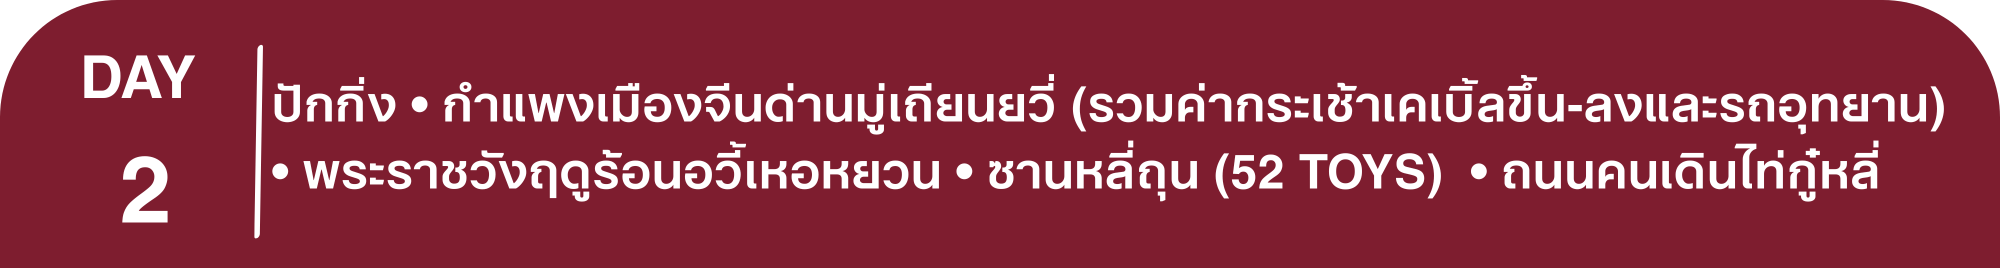 DAY
2
ปักกิ่ง • กำแพงเมืองจีนด่านมู่เถียนยวี่ (รวมค่ากระเช้าเคเบิ้ลขึ้น-ลงและรถอุทยาน)
• พระราชวังฤดูร้อนอวี้เหอหยวน • ซานหลี่ถุน (52 TOYS) • ถนนคนเดินไท่กู๋หลี่